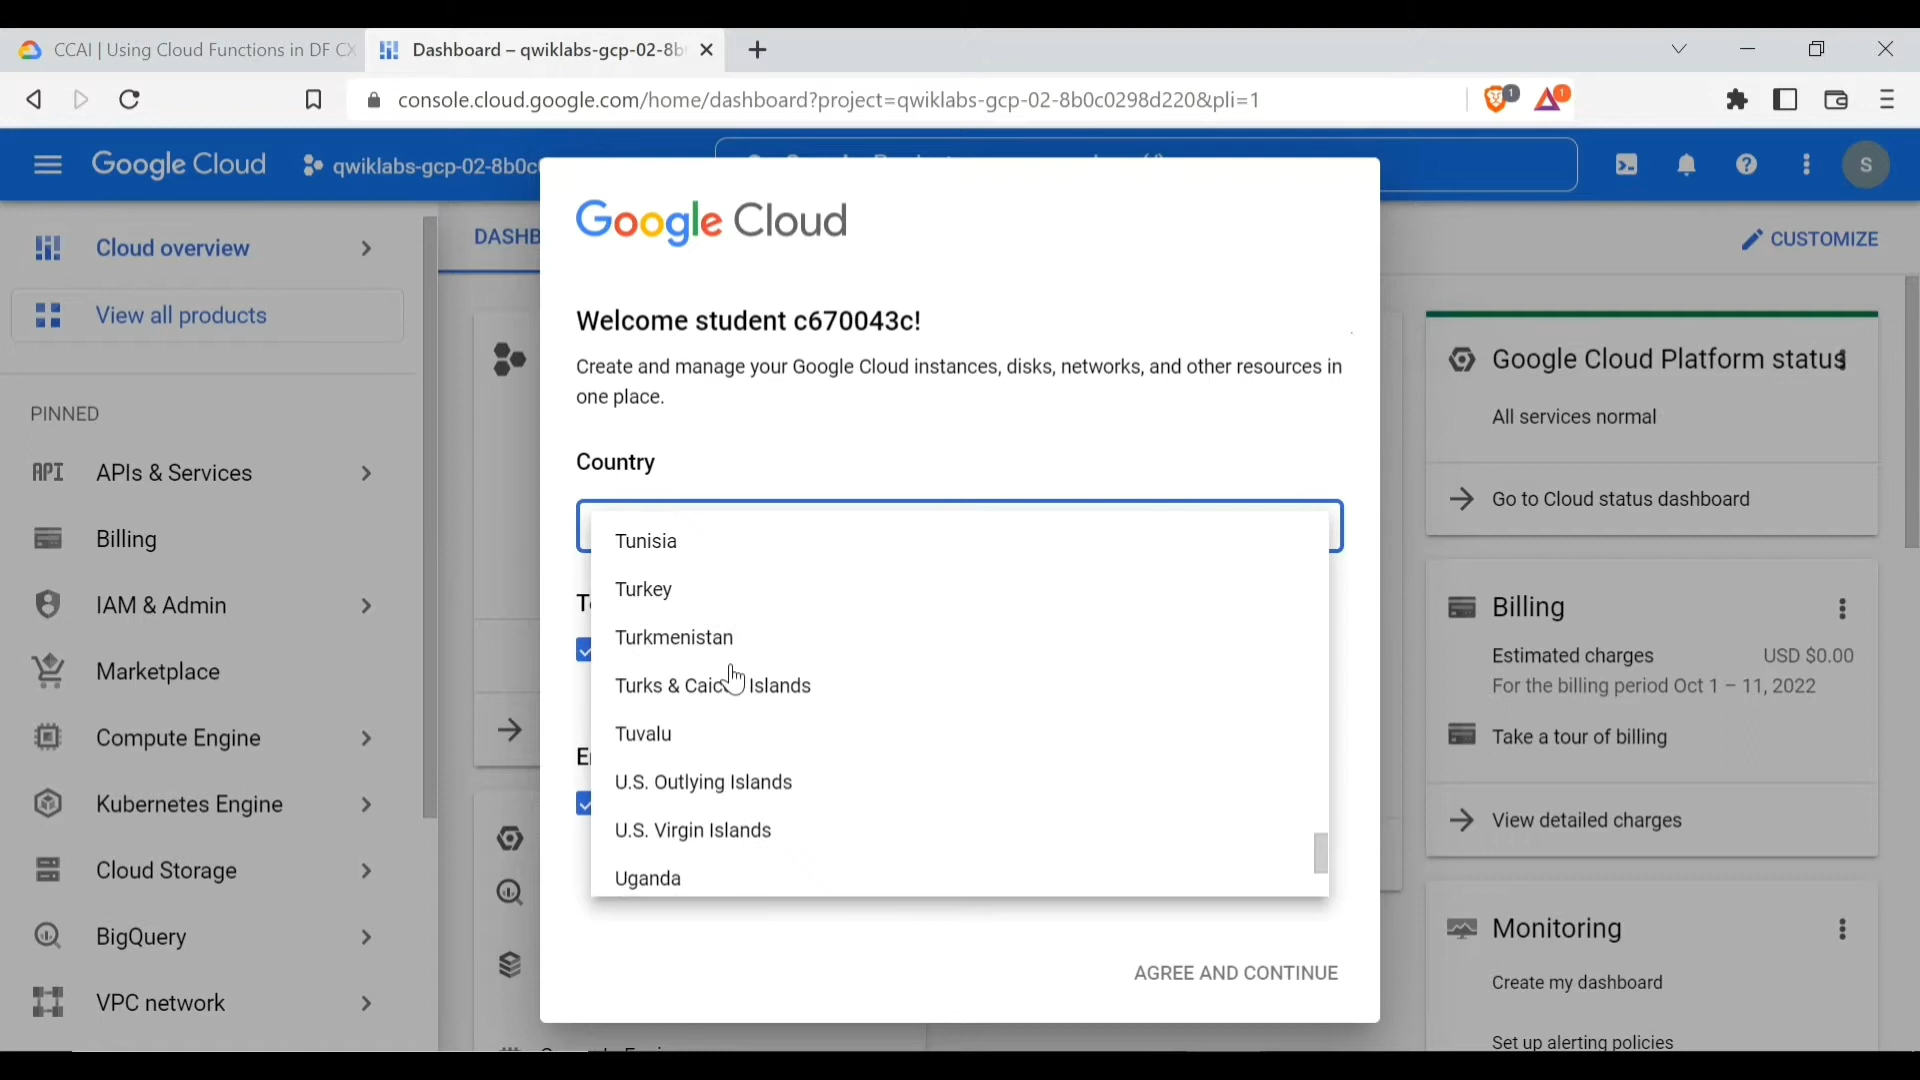 CCAI | Using Cloud Functions in DF CX
Dashboard – qwiklabs-gcp-02-8b
console.cloud.google.com/home/dashboard?project=qwiklabs-gcp-02-8b0c0298d220&pli=1
1
1
Google Cloud
qwiklabs-gcp-02-8b0c
S
Cloud overview
View all products
PINNED
API
APIs & Services
Billing
IAM & Admin
Marketplace
Compute Engine
Kubernetes Engine
Cloud Storage
BigQuery
VPC network
DASHB
CUSTOMIZE
Google Cloud
Welcome student c670043c!
Create and manage your Google Cloud instances, disks, networks, and other resources in
one place.
Country
Tunisia
Turkey
Turkmenistan
Turks & Caicos Islands
Tuvalu
U.S. Outlying Islands
U.S. Virgin Islands
Uganda
AGREE AND CONTINUE
Google Cloud Platform status
All services normal
Go to Cloud status dashboard
Billing
Estimated charges USD $0.00
For the billing period Oct 1 – 11, 2022
Take a tour of billing
View detailed charges
Monitoring
Create my dashboard
Set up alerting policies